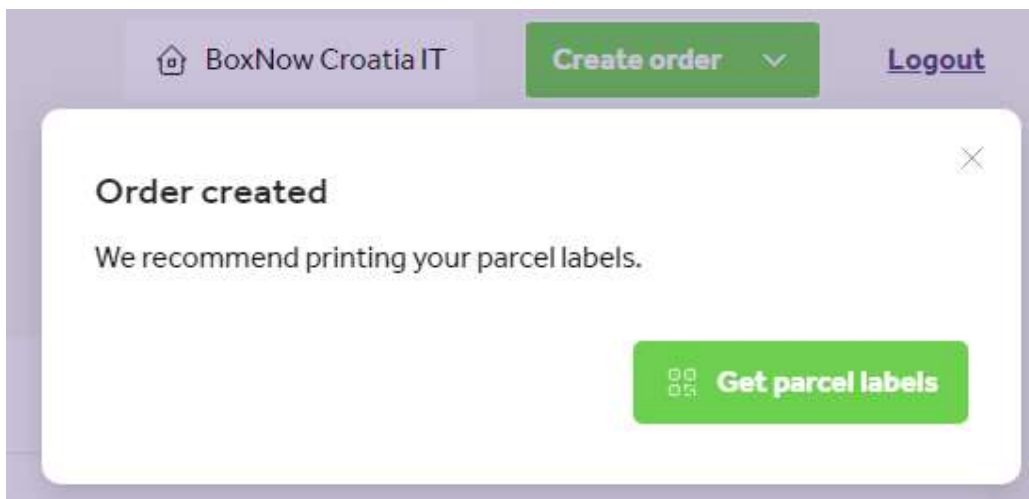 BoxNow Croatia IT
Create order
Logout
Order created
We recommend printing your parcel labels.
Get parcel labels